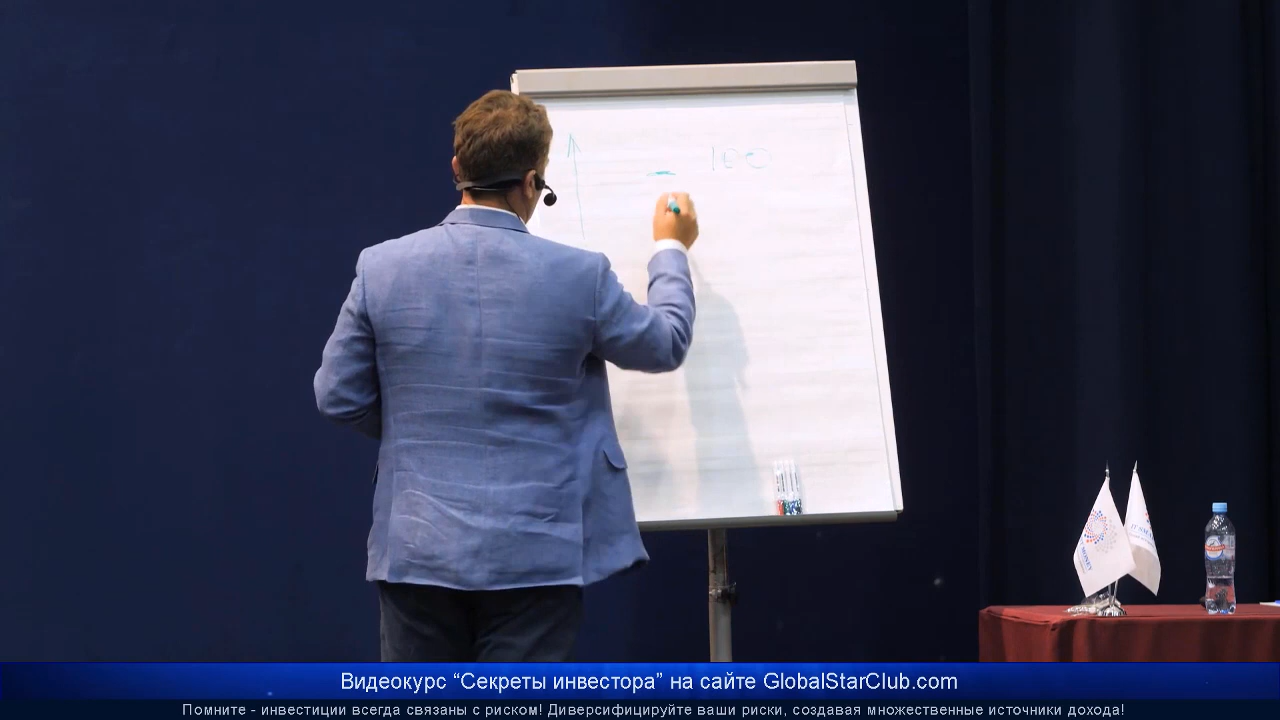 100
MONEY
Видеокурс “Секреты инвестора” на сайте GlobalStarClub.com
Помните - инвестиции всегда связаны с риском! Диверсифицируйте ваши риски, создавая множественные источники дохода!